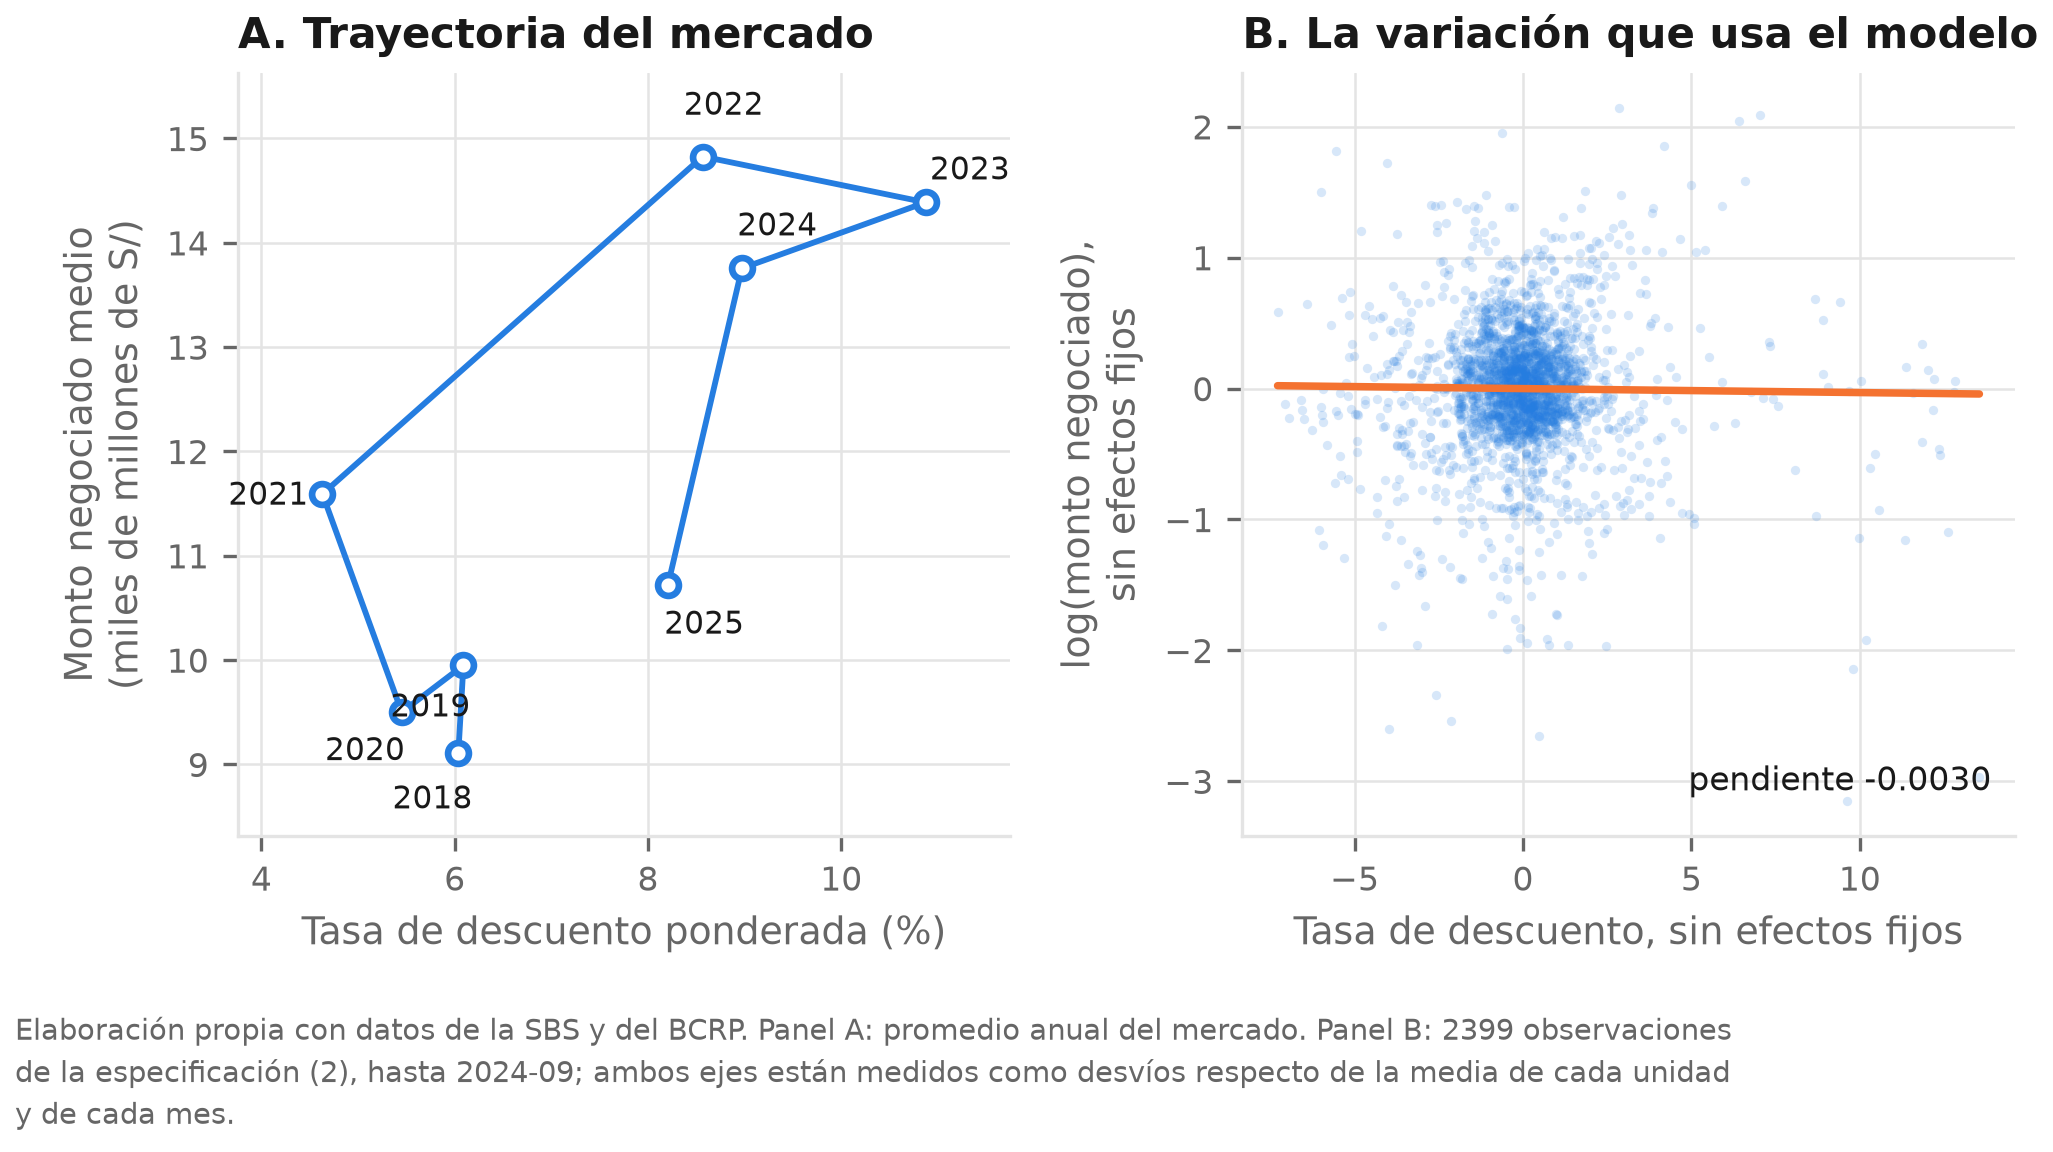 A. Trayectoria del mercado
Monto negociado medio
(miles de millones de S/)
15
14
13
12
11
10
9
2022
2023
2024
2021
2025
2019
2020
2018
4
6
8
10
Tasa de descuento ponderada (%)
B. La variación que usa el modelo
log(monto negociado),
sin efectos fijos
2
1
0
−1
−2
−3
pendiente -0.0030
−5
0
5
10
Tasa de descuento, sin efectos fijos
Elaboración propia con datos de la SBS y del BCRP. Panel A: promedio anual del mercado. Panel B: 2399 observaciones
de la especificación (2), hasta 2024-09; ambos ejes están medidos como desvíos respecto de la media de cada unidad
y de cada mes.